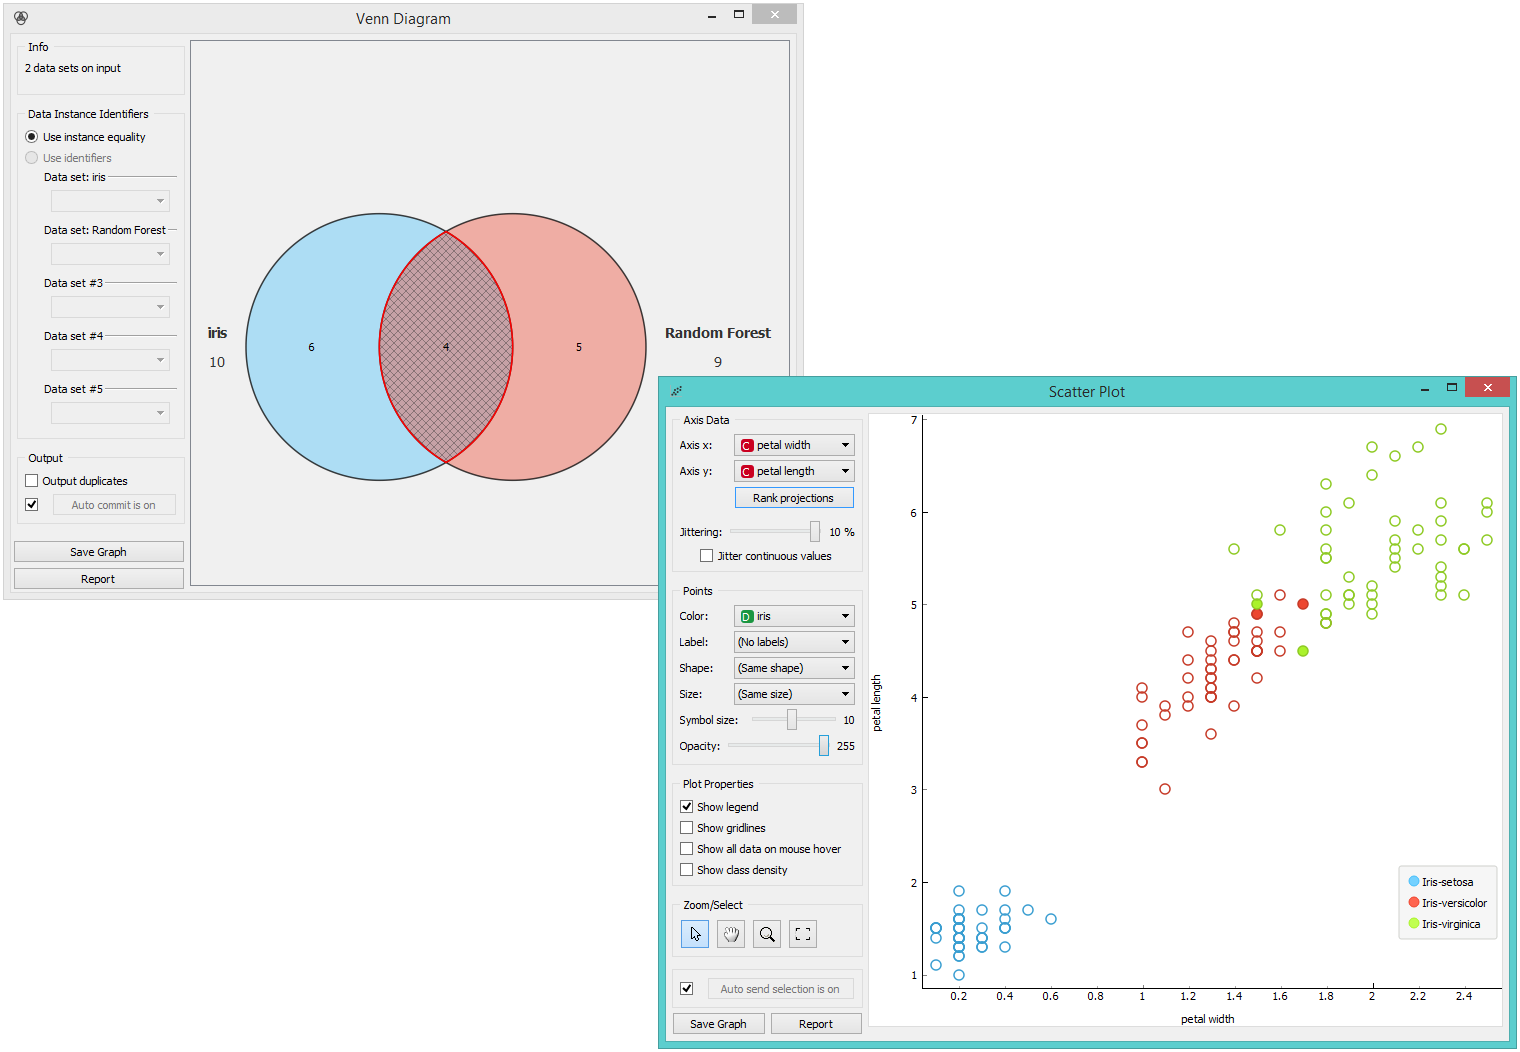 Venn Diagram
Info
2 data sets on input
Data Instance Identifiers
Use instance equality
Use identifiers
Data set: iris
Data set: Random Forest
Data set #3
Data set #4
Data set #5
Output
Output duplicates
Auto commit is on
Save Graph
Report
iris
10
6
4
5
Random Forest
9
Scatter Plot
Axis Data
Axis x: C petal width
Axis y: C petal length
Rank projections
Jittering: 10 %
Jitter continuous values
Points
Color: D iris
Label: (No labels)
Shape: (Same shape)
Size: (Same size)
Symbol size: 10
Opacity: 255
Plot Properties
Show legend
Show gridlines
Show all data on mouse hover
Show class density
Zoom/Select
Auto send selection is on
Save Graph
Report
petal length
7
6
5
4
3
2
1
Iris-setosa
Iris-versicolor
Iris-virginica
0.2 0.4 0.6 0.8 1 1.2 1.4 1.6 1.8 2 2.2 2.4
petal width